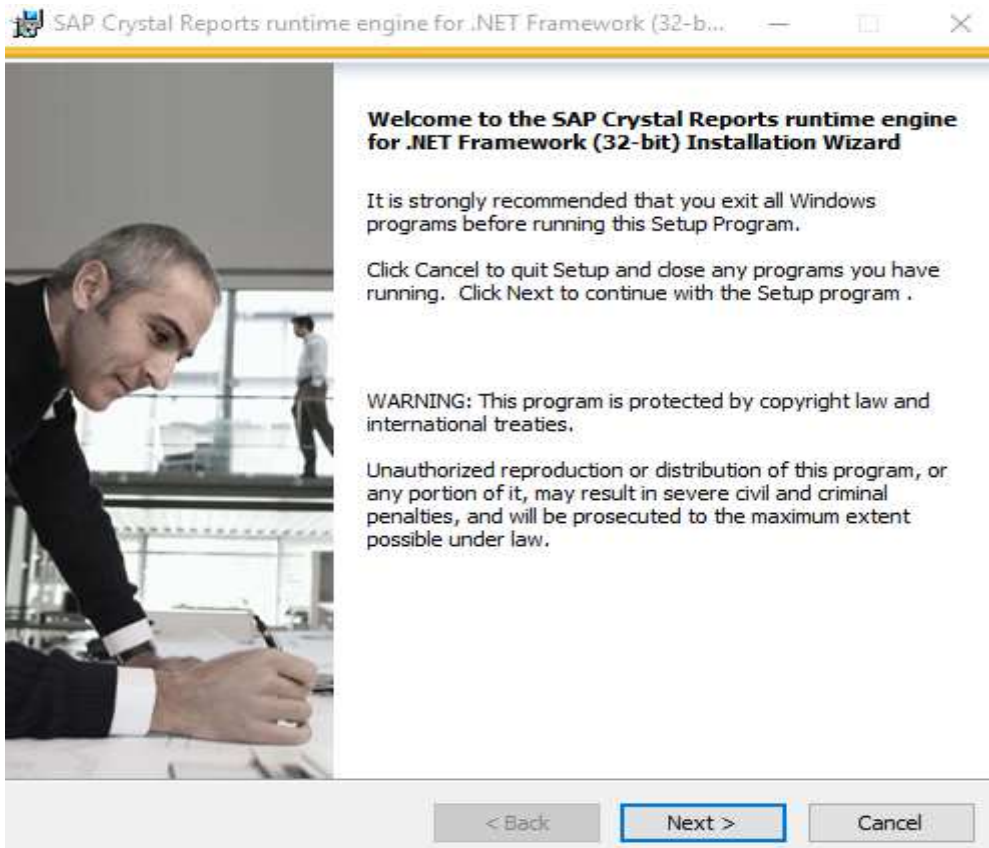 SAP Crystal Reports runtime engine for .NET Framework (32-b...
Welcome to the SAP Crystal Reports runtime engine
for .NET Framework (32-bit) Installation Wizard
It is strongly recommended that you exit all Windows
programs before running this Setup Program.
Click Cancel to quit Setup and close any programs you have
running. Click Next to continue with the Setup program .
WARNING: This program is protected by copyright law and
international treaties.
Unauthorized reproduction or distribution of this program, or
any portion of it, may result in severe civil and criminal
penalties, and will be prosecuted to the maximum extent
possible under law.
< Back Next > Cancel